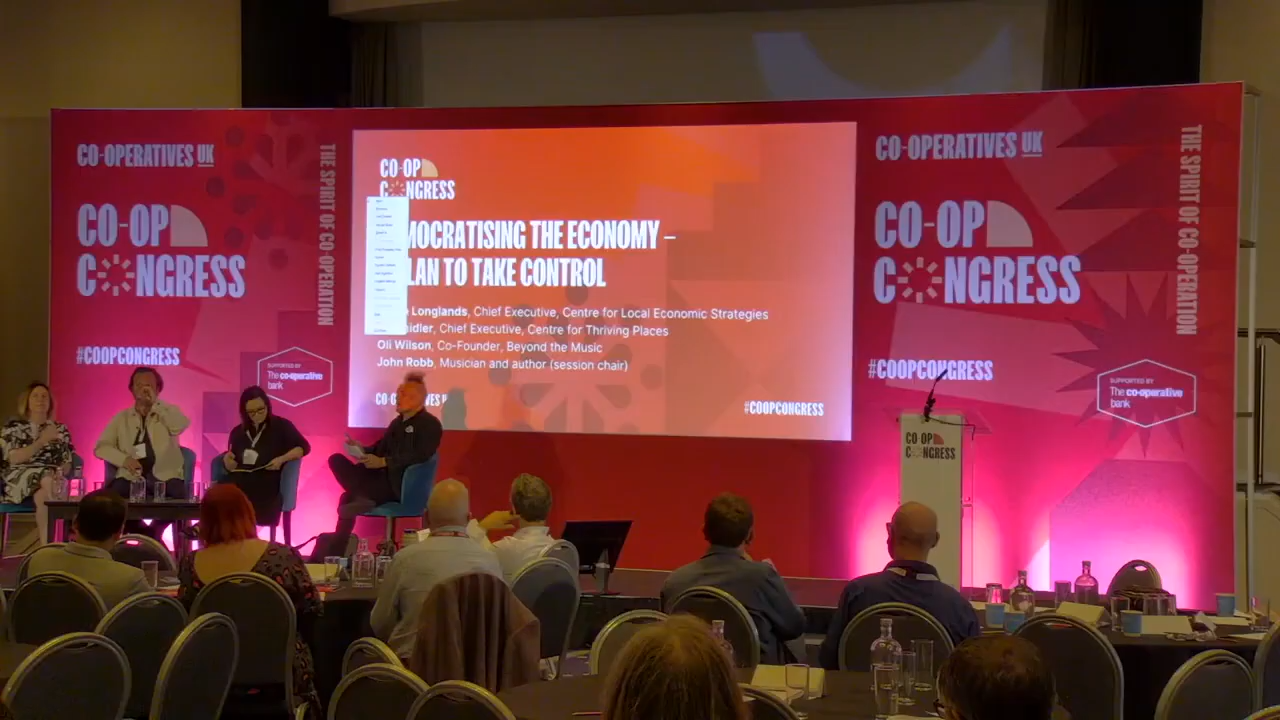 CO-OPERATIVES UK
CO-OP
CONGRESS
#COOPCONGRESS
THE SPIRIT OF CO-OPERATION
SUPPORTED BY
The co-operative
bank
CO-OP
CONGRESS
MOCRATISING THE ECONOMY –
LAN TO TAKE CONTROL
Longlands, Chief Executive, Centre for Local Economic Strategies
eidler, Chief Executive, Centre for Thriving Places
Oli Wilson, Co-Founder, Beyond the Music
John Robb, Musician and author (session chair)
#COOPCONGRESS
CO-OPERATIVES UK
CO-OP
CONGRESS
#COOPCONGRESS
THE SPIRIT OF CO-OPERATION
SUPPORTED BY
The co-operative
bank
CO-OP
CONGRESS